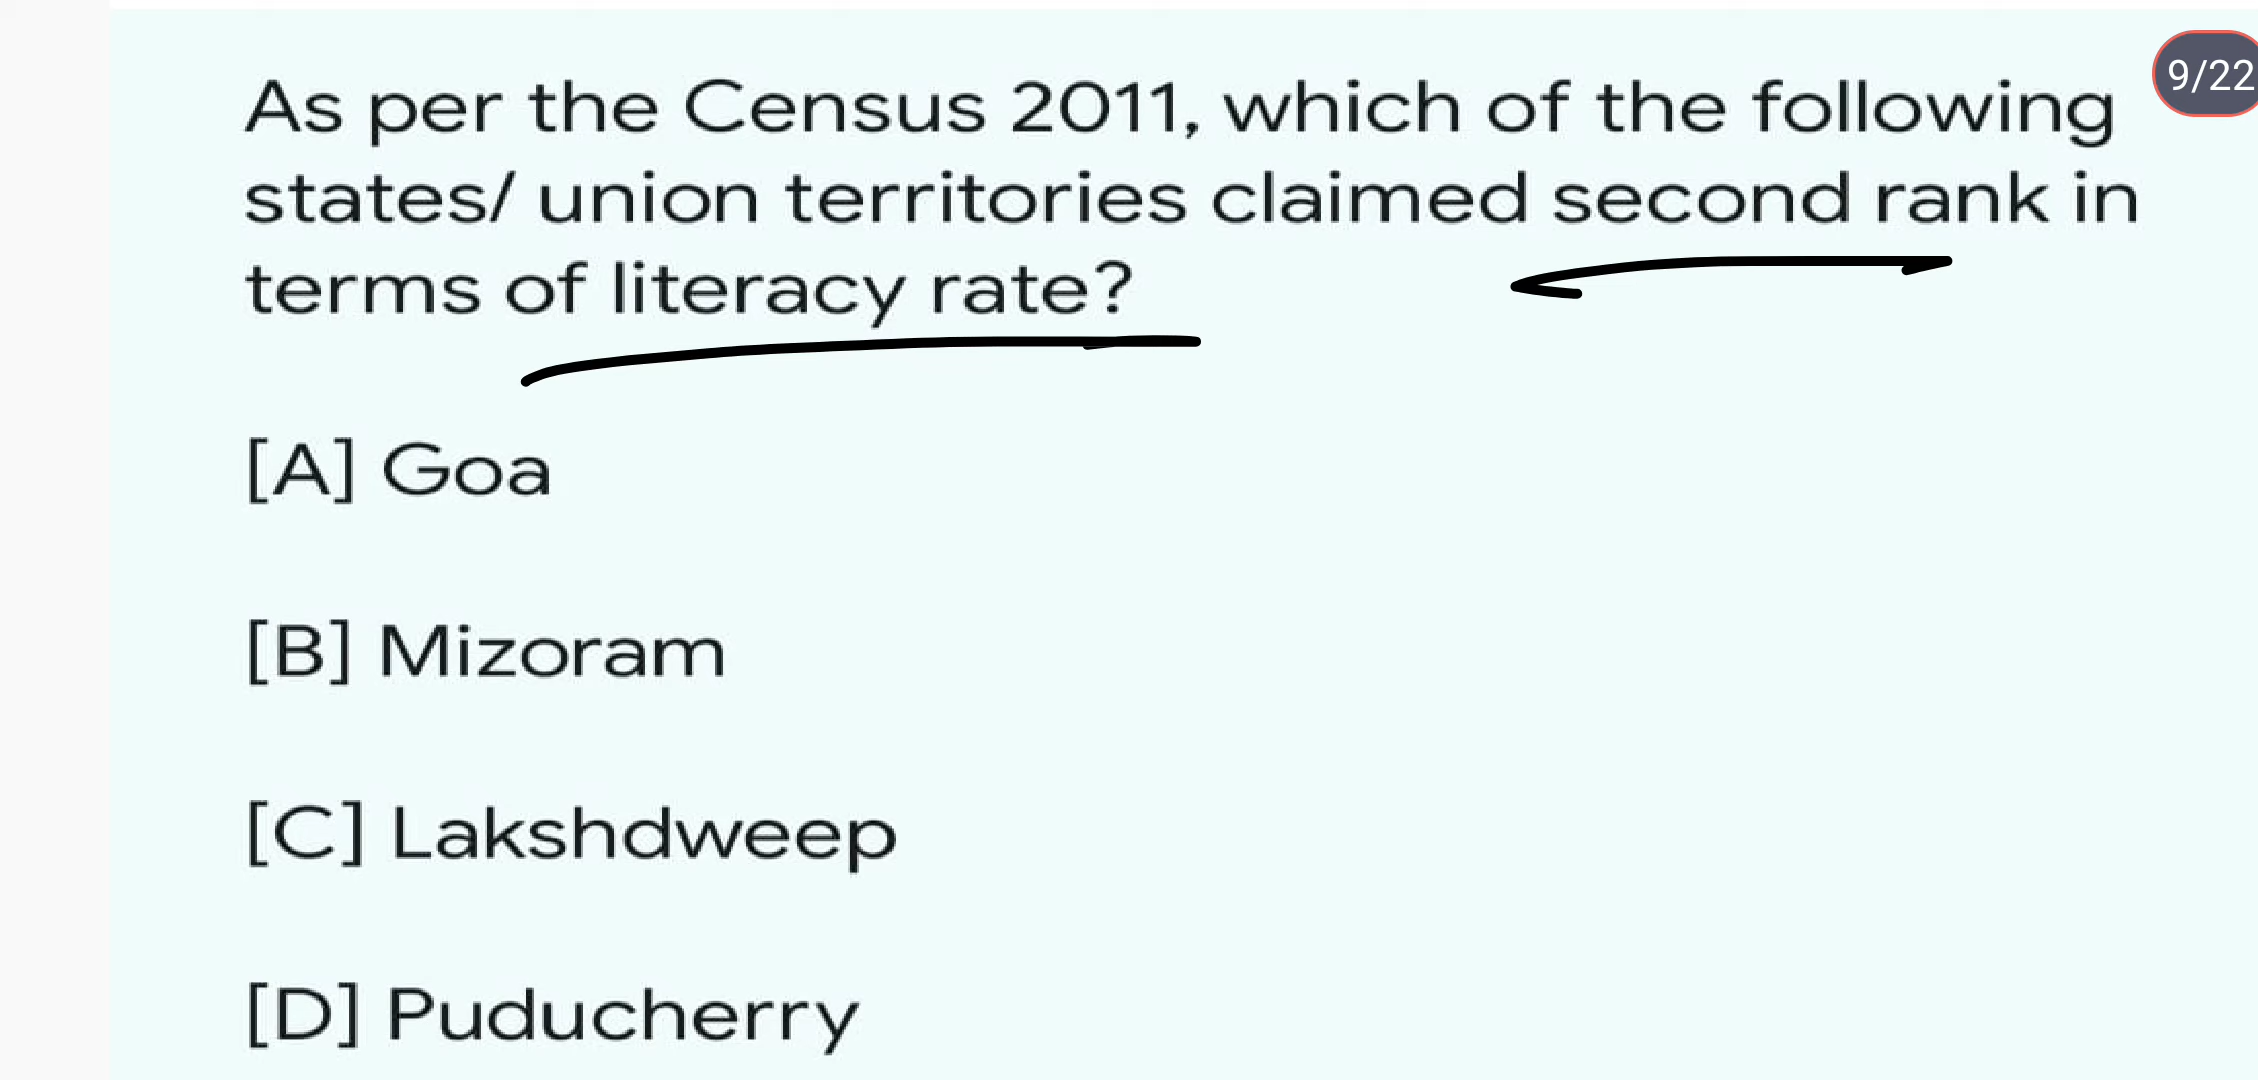 As per the Census 2011, which of the following
9/22
states/ union territories claimed second rank in
terms of literacy rate?
[A] Goa
[B] Mizoram
[C] Lakshdweep
[D] Puducherry